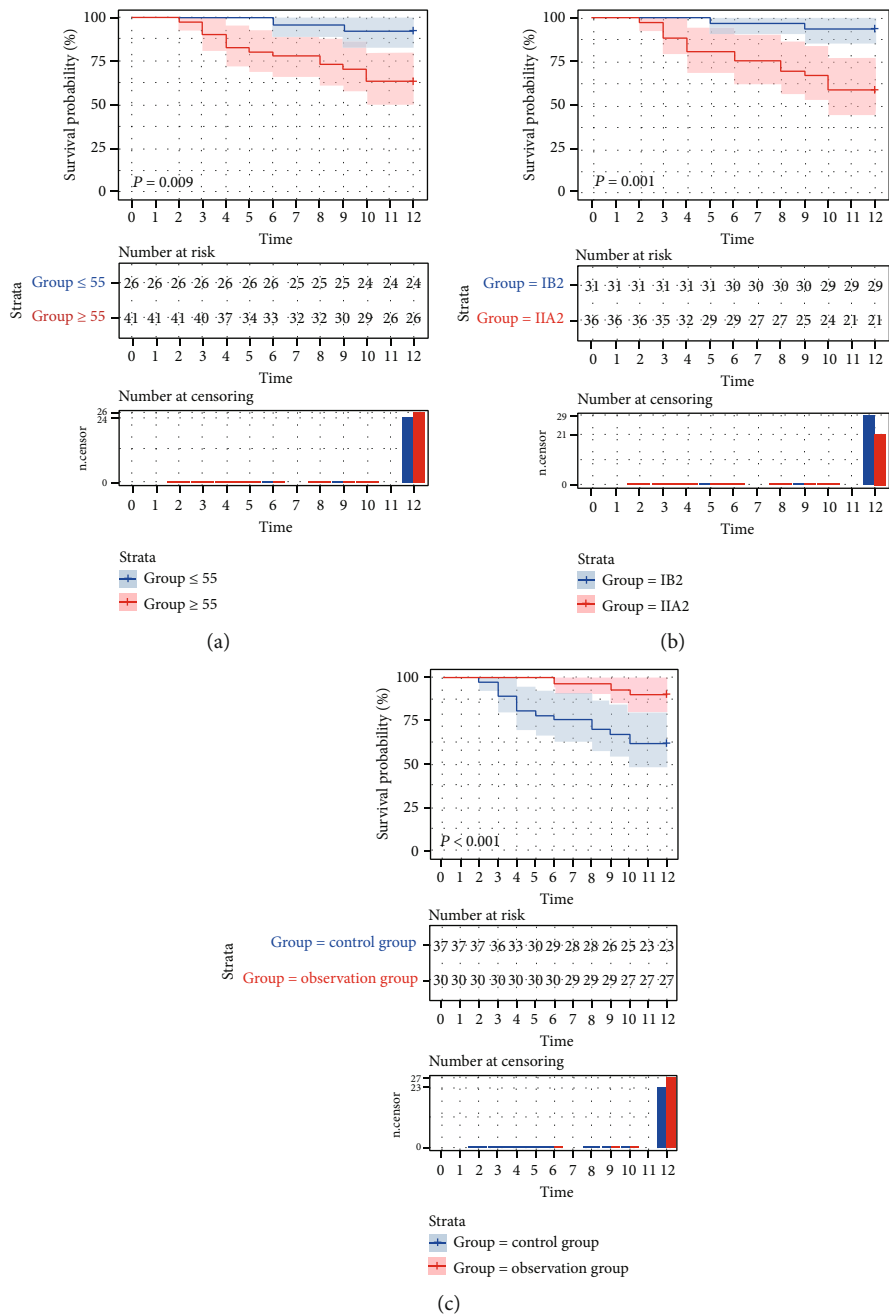 100
75
50
25
0
Survival probability (%)
P = 0.009
0 1 2 3 4 5 6 7 8 9 10 11 12
Time
Number at risk
Strata
Group ≤ 55
26 26 26 26 26 26 26 25 25 25 24 24 24
Group ≥ 55
41 41 41 40 37 34 33 32 32 30 29 26 26
0 1 2 3 4 5 6 7 8 9 10 11 12
Time
Number at censoring
26
24
0
n.censor
0 1 2 3 4 5 6 7 8 9 10 11 12
Time
Strata
Group ≤ 55
Group ≥ 55
(a)
100
75
50
25
0
Survival probability (%)
P = 0.001
0 1 2 3 4 5 6 7 8 9 10 11 12
Time
Number at risk
Strata
Group = IB2
31 31 31 31 31 31 30 30 30 30 29 29 29
Group = IIA2
36 36 36 35 32 29 29 27 27 25 24 21 21
0 1 2 3 4 5 6 7 8 9 10 11 12
Time
Number at censoring
29
21
0
n.censor
0 1 2 3 4 5 6 7 8 9 10 11 12
Time
Strata
Group = IB2
Group = IIA2
(b)
100
75
50
25
0
Survival probability (%)
P < 0.001
0 1 2 3 4 5 6 7 8 9 10 11 12
Time
Number at risk
Strata
Group = control group
37 37 37 36 33 30 29 28 28 26 25 23 23
Group = observation group
30 30 30 30 30 30 30 29 29 29 27 27 27
0 1 2 3 4 5 6 7 8 9 10 11 12
Time
Number at censoring
27
23
0
n.censor
0 1 2 3 4 5 6 7 8 9 10 11 12
Time
Strata
Group = control group
Group = observation group
(c)